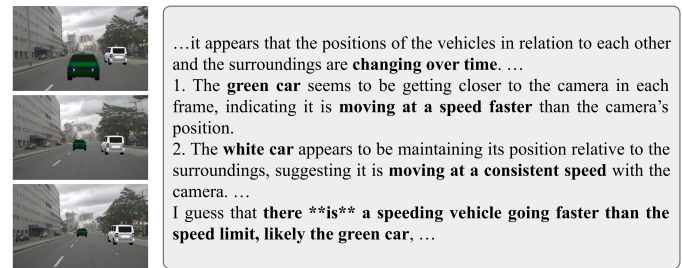 …it appears that the positions of the vehicles in relation to each other
and the surroundings are changing over time. …
1. The green car seems to be getting closer to the camera in each
frame, indicating it is moving at a speed faster than the camera's
position.
2. The white car appears to be maintaining its position relative to the
surroundings, suggesting it is moving at a consistent speed with the
camera. …
I guess that there **is** a speeding vehicle going faster than the
speed limit, likely the green car, …